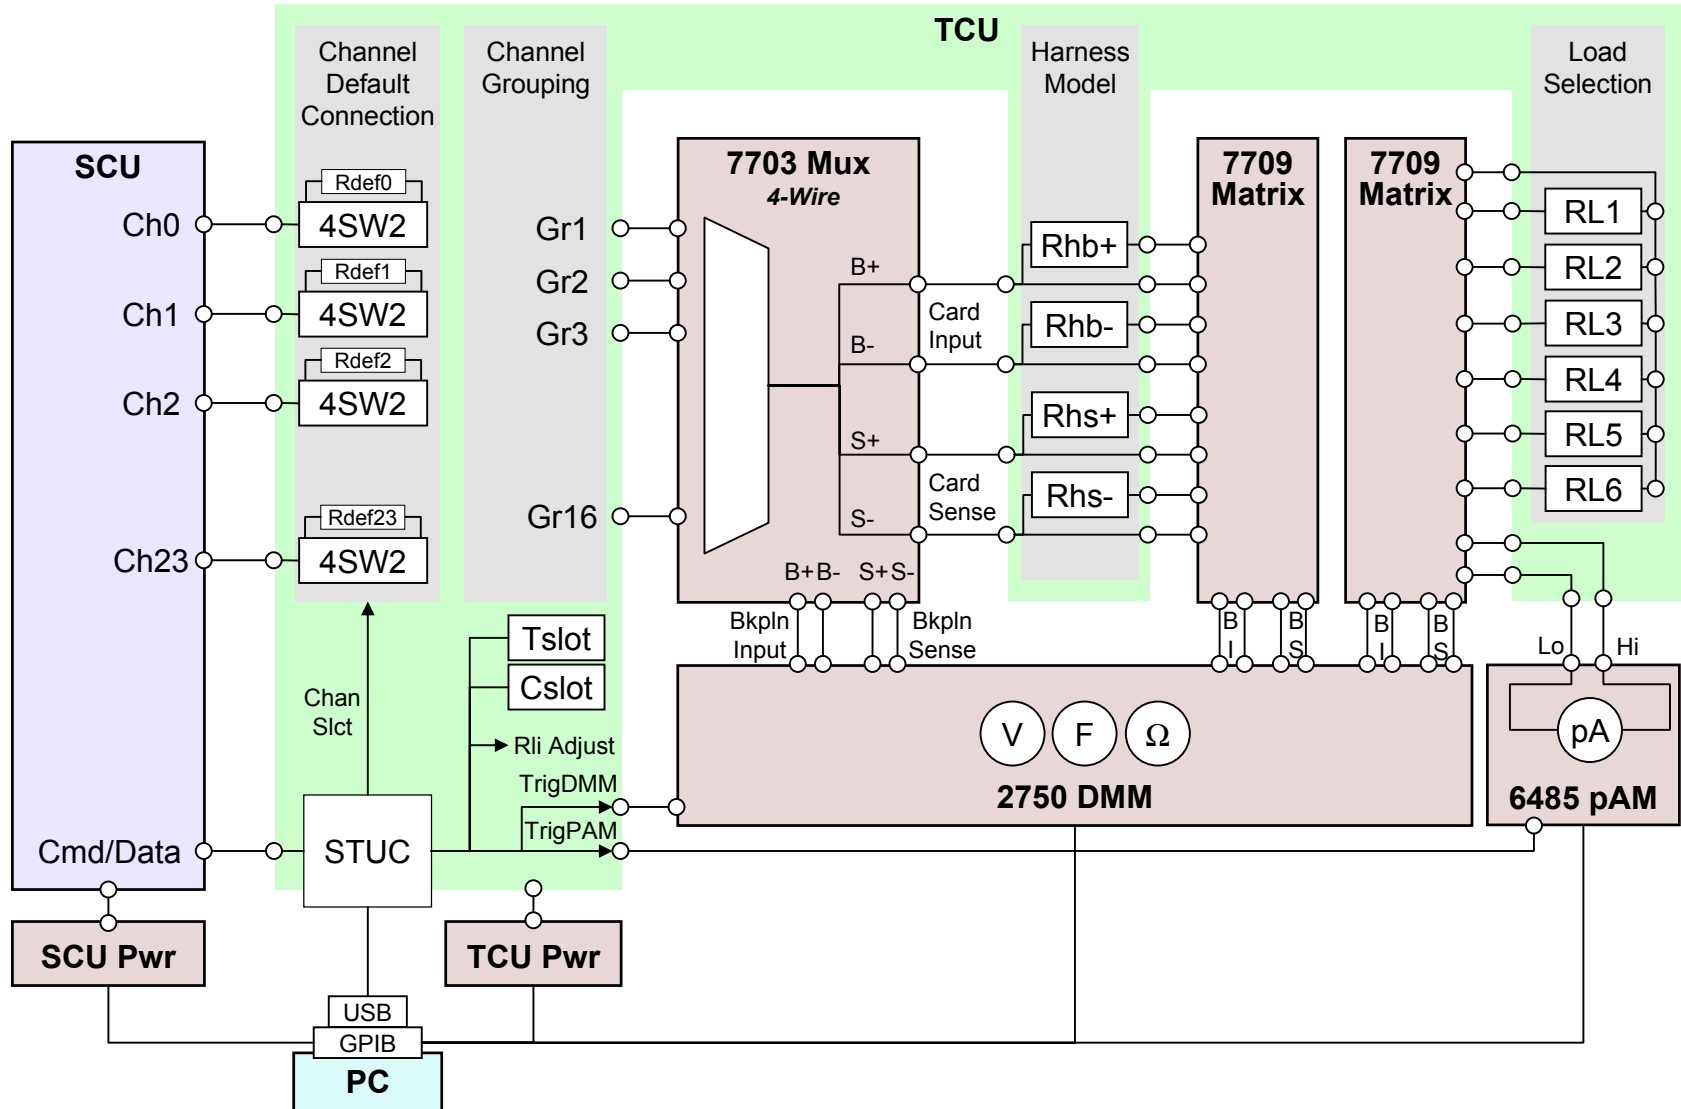 TCU
Channel
Default
Connection
Channel
Grouping
Harness
Model
Load
Selection
SCU
Ch0
Ch1
Ch2
Ch23
Cmd/Data
Rdef0
4SW2
Rdef1
4SW2
Rdef2
4SW2
Rdef23
4SW2
Gr1
Gr2
Gr3
Gr16
7703 Mux
4-Wire
B+
B-
S+
S-
B+ B- S+ S-
Card
Input
Card
Sense
Bkpln
Input
Bkpln
Sense
Rhb+
Rhb-
Rhs+
Rhs-
7709
Matrix
7709
Matrix
B
I
B
S
B
I
B
S
RL1
RL2
RL3
RL4
RL5
RL6
Lo
Hi
pA
6485 pAM
V F Ω
2750 DMM
Tslot
Cslot
Rli Adjust
TrigDMM
TrigPAM
Chan
Slct
STUC
SCU Pwr
TCU Pwr
USB
GPIB
PC